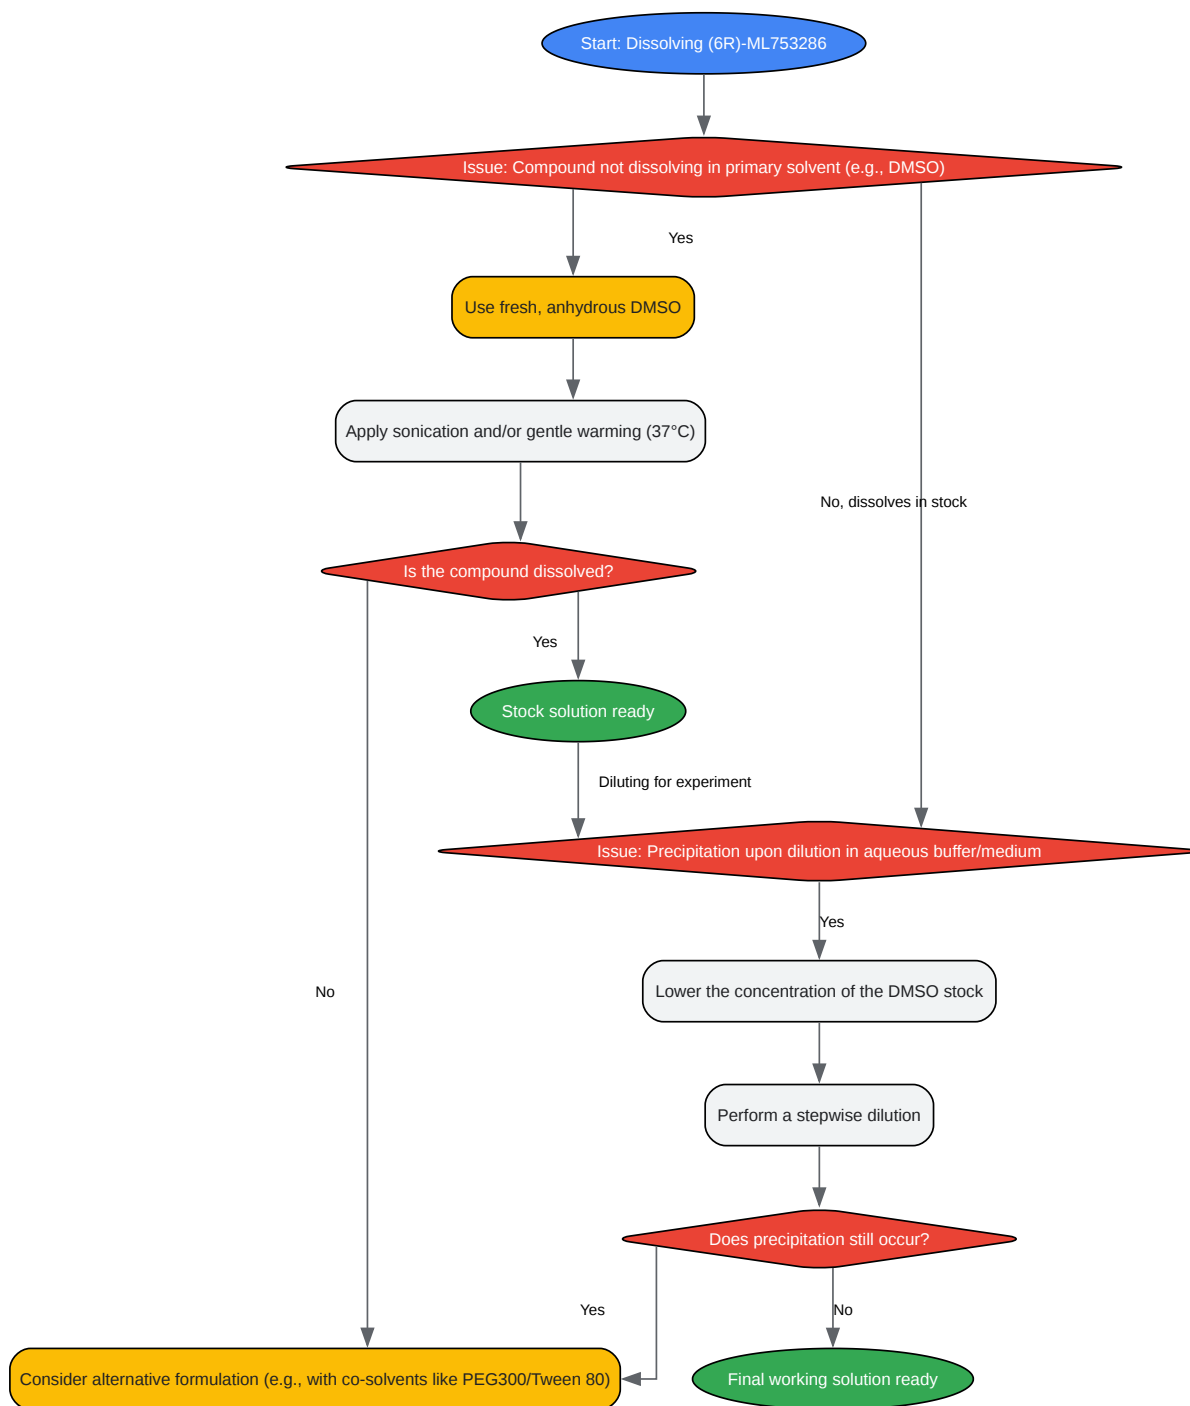 Start: Dissolving (6R)-ML753286
Issue: Compound not dissolving in primary solvent (e.g., DMSO)
Yes
Use fresh, anhydrous DMSO
Apply sonication and/or gentle warming (37°C)
No, dissolves in stock
Is the compound dissolved?
Yes
Stock solution ready
Diluting for experiment
Issue: Precipitation upon dilution in aqueous buffer/medium
Yes
Lower the concentration of the DMSO stock
No
Perform a stepwise dilution
Does precipitation still occur?
Yes
No
Consider alternative formulation (e.g., with co-solvents like PEG300/Tween 80)
Final working solution ready